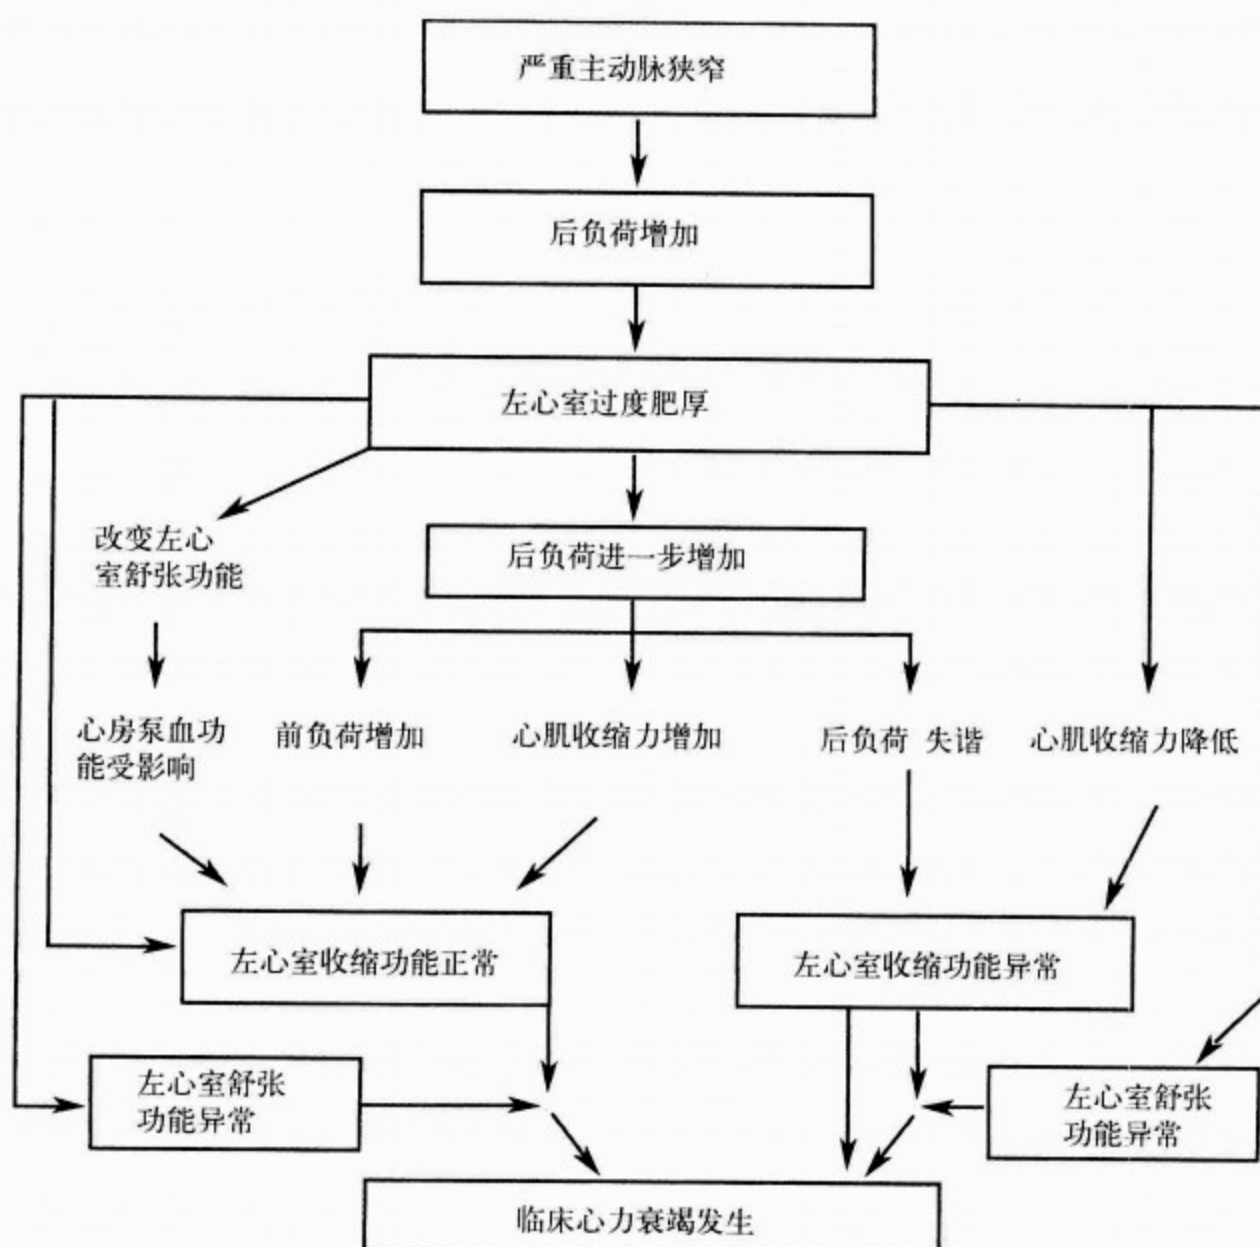 严重主动脉狭窄
后负荷增加
左心室过度肥厚
改变左心
室舒张功能
后负荷进一步增加
心房泵血功
能受影响
前负荷增加
心肌收缩力增加
后负荷 失谐
心肌收缩力降低
左心室收缩功能正常
左心室收缩功能异常
左心室舒张
功能异常
左心室舒张
功能异常
临床心力衰竭发生